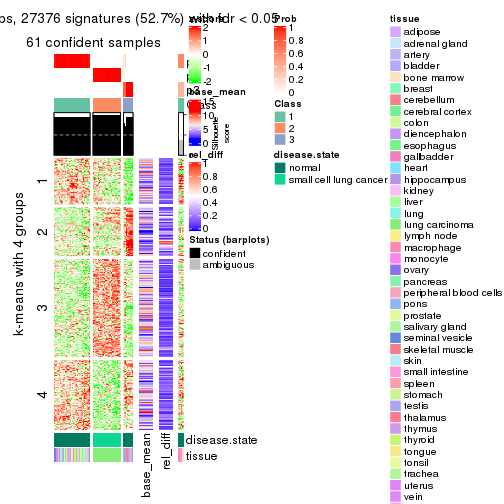 ps, 27376 signatures (52.7%) with fdr < 0.05
61 confident samples
k-means with 4 groups
1
2
3
4
p3
Class
Silhouette
score
base_mean
rel_diff
disease.state
tissue
z-score
2
1
0
-1
-2
base_mean
15
10
5
0
rel_diff
1
0.8
0.6
0.4
0.2
0
Status (barplots)
confident
ambiguous
Prob
1
0.8
0.6
0.4
0.2
0
Class
1
2
3
disease.state
normal
small cell lung cancer
tissue
adipose
adrenal gland
artery
bladder
bone marrow
breast
cerebellum
cerebral cortex
colon
diencephalon
esophagus
gallbadder
heart
hippocampus
kidney
liver
lung
lung carcinoma
lymph node
macrophage
monocyte
ovary
pancreas
peripheral blood cells
pons
prostate
salivary gland
seminal vesicle
skeletal muscle
skin
small intestine
spleen
stomach
testis
thalamus
thymus
thyroid
tongue
tonsil
trachea
uterus
vein